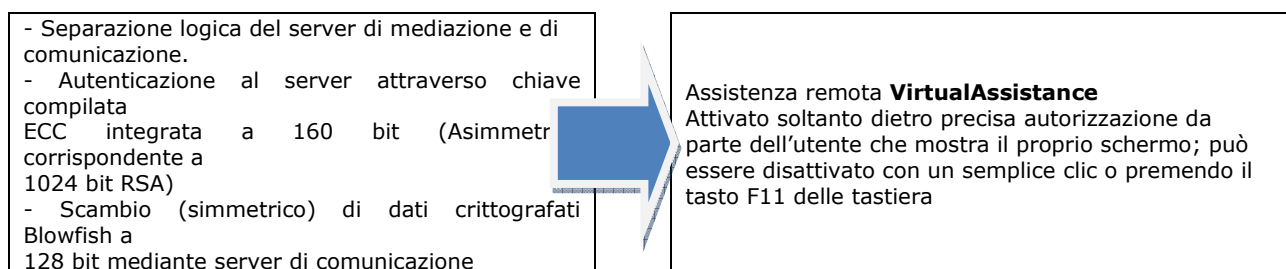 - Separazione logica del server di mediazione e di
comunicazione.
- Autenticazione al server attraverso chiave
compilata
ECC integrata a 160 bit (Asimmetr
corrispondente a
1024 bit RSA)
- Scambio (simmetrico) di dati crittografati
Blowfish a
128 bit mediante server di comunicazione
Assistenza remota VirtualAssistance
Attivato soltanto dietro precisa autorizzazione da
parte dell’utente che mostra il proprio schermo; può
essere disattivato con un semplice clic o premendo il
tasto F11 delle tastiera